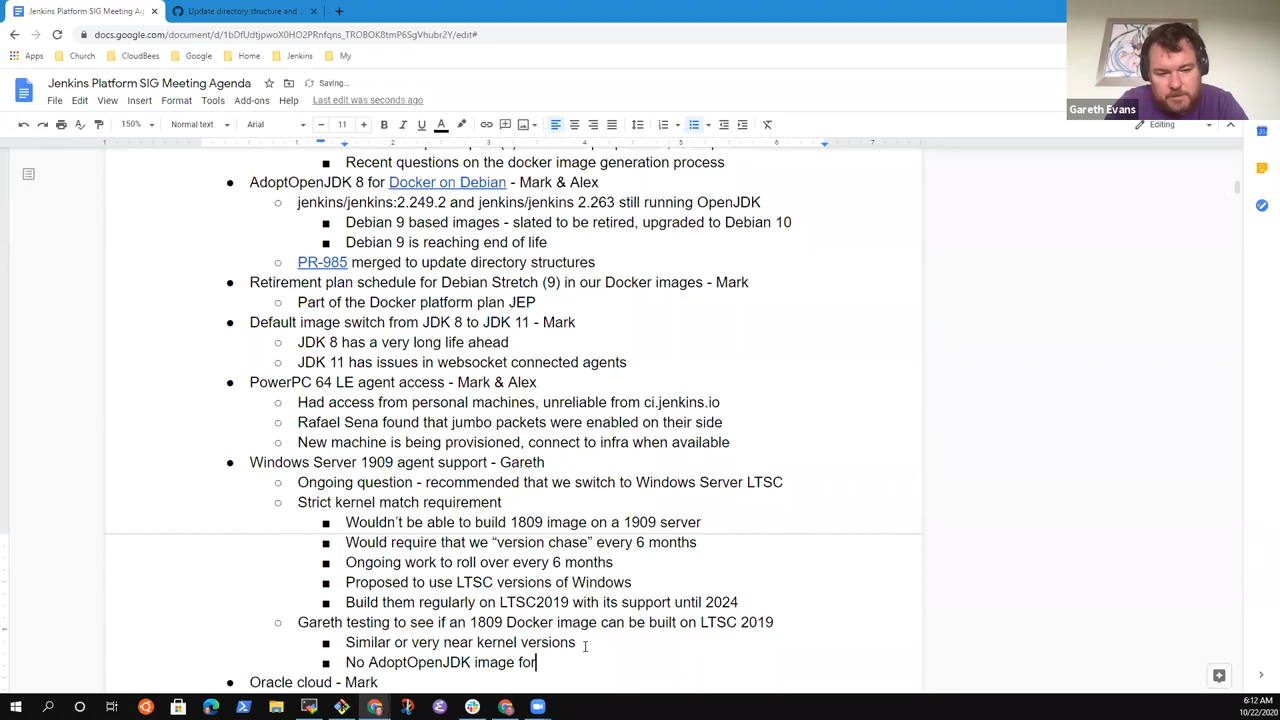 Jenkins Platform SIG Meeting Ag
Update directory structure and
docs.google.com/document/d/1bDfUdtjpwoX0HO2PRnfqns_TROBOK8tmP6SgVhubr2Y/edit#
Apps Church CloudBees Google Home Jenkins My
Jenkins Platform SIG Meeting Agenda Saving...
File Edit View Insert Format Tools Add-ons Help Last edit was seconds ago
150% Normal text Arial 11 Editing
Gareth Evans
1 1 2 3 4 5 6 7
■ Recent questions on the docker image generation process
● AdoptOpenJDK 8 for Docker on Debian - Mark & Alex
○ jenkins/jenkins:2.249.2 and jenkins/jenkins 2.263 still running OpenJDK
■ Debian 9 based images - slated to be retired, upgraded to Debian 10
■ Debian 9 is reaching end of life
○ PR-985 merged to update directory structures
● Retirement plan schedule for Debian Stretch (9) in our Docker images - Mark
○ Part of the Docker platform plan JEP
● Default image switch from JDK 8 to JDK 11 - Mark
○ JDK 8 has a very long life ahead
○ JDK 11 has issues in websocket connected agents
● PowerPC 64 LE agent access - Mark & Alex
○ Had access from personal machines, unreliable from ci.jenkins.io
○ Rafael Sena found that jumbo packets were enabled on their side
○ New machine is being provisioned, connect to infra when available
● Windows Server 1909 agent support - Gareth
○ Ongoing question - recommended that we switch to Windows Server LTSC
○ Strict kernel match requirement
■ Wouldn't be able to build 1809 image on a 1909 server
■ Would require that we “version chase” every 6 months
■ Ongoing work to roll over every 6 months
■ Proposed to use LTSC versions of Windows
■ Build them regularly on LTSC2019 with its support until 2024
○ Gareth testing to see if an 1809 Docker image can be built on LTSC 2019
■ Similar or very near kernel versions
■ No AdoptOpenJDK image for
● Oracle cloud - Mark
6:12 AM
10/22/2020